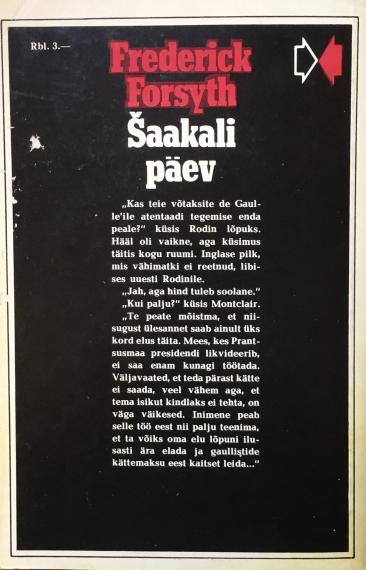 Rbl. 3.—
Frederick
Forsyth
Šaakali
päev
„Kas teie võtaksite de Gaul-
le'ile atentaadi tegemise enda
peale?“ küsis Rodin lõpuks.
Hääl oli vaikne, aga küsimus
täitis kogu ruumi. Inglase pilk,
mis vähimatki ei reetnud, libi-
ses uuesti Rodinile.
„Jah, aga hind tuleb soolane.“
„Kui palju?“ küsis Montclair.
„Te peate mõistma, et nii-
sugust ülesannet saab ainult üks
kord elus täita. Mees, kes Prant-
susmaa presidendi likvideerib,
ei saa enam kunagi töötada.
Väljavaated, et teda pärast kätte
ei saada, veel vähem aga, et
tema isikut kindlaks ei tehta, on
väga väikesed. Inimene peab
selle töö eest nii palju teenima,
et ta võiks oma elu lõpuni ilu-
sasti ära elada ja gaullistide
kättemaksu eest kaitset leida...“